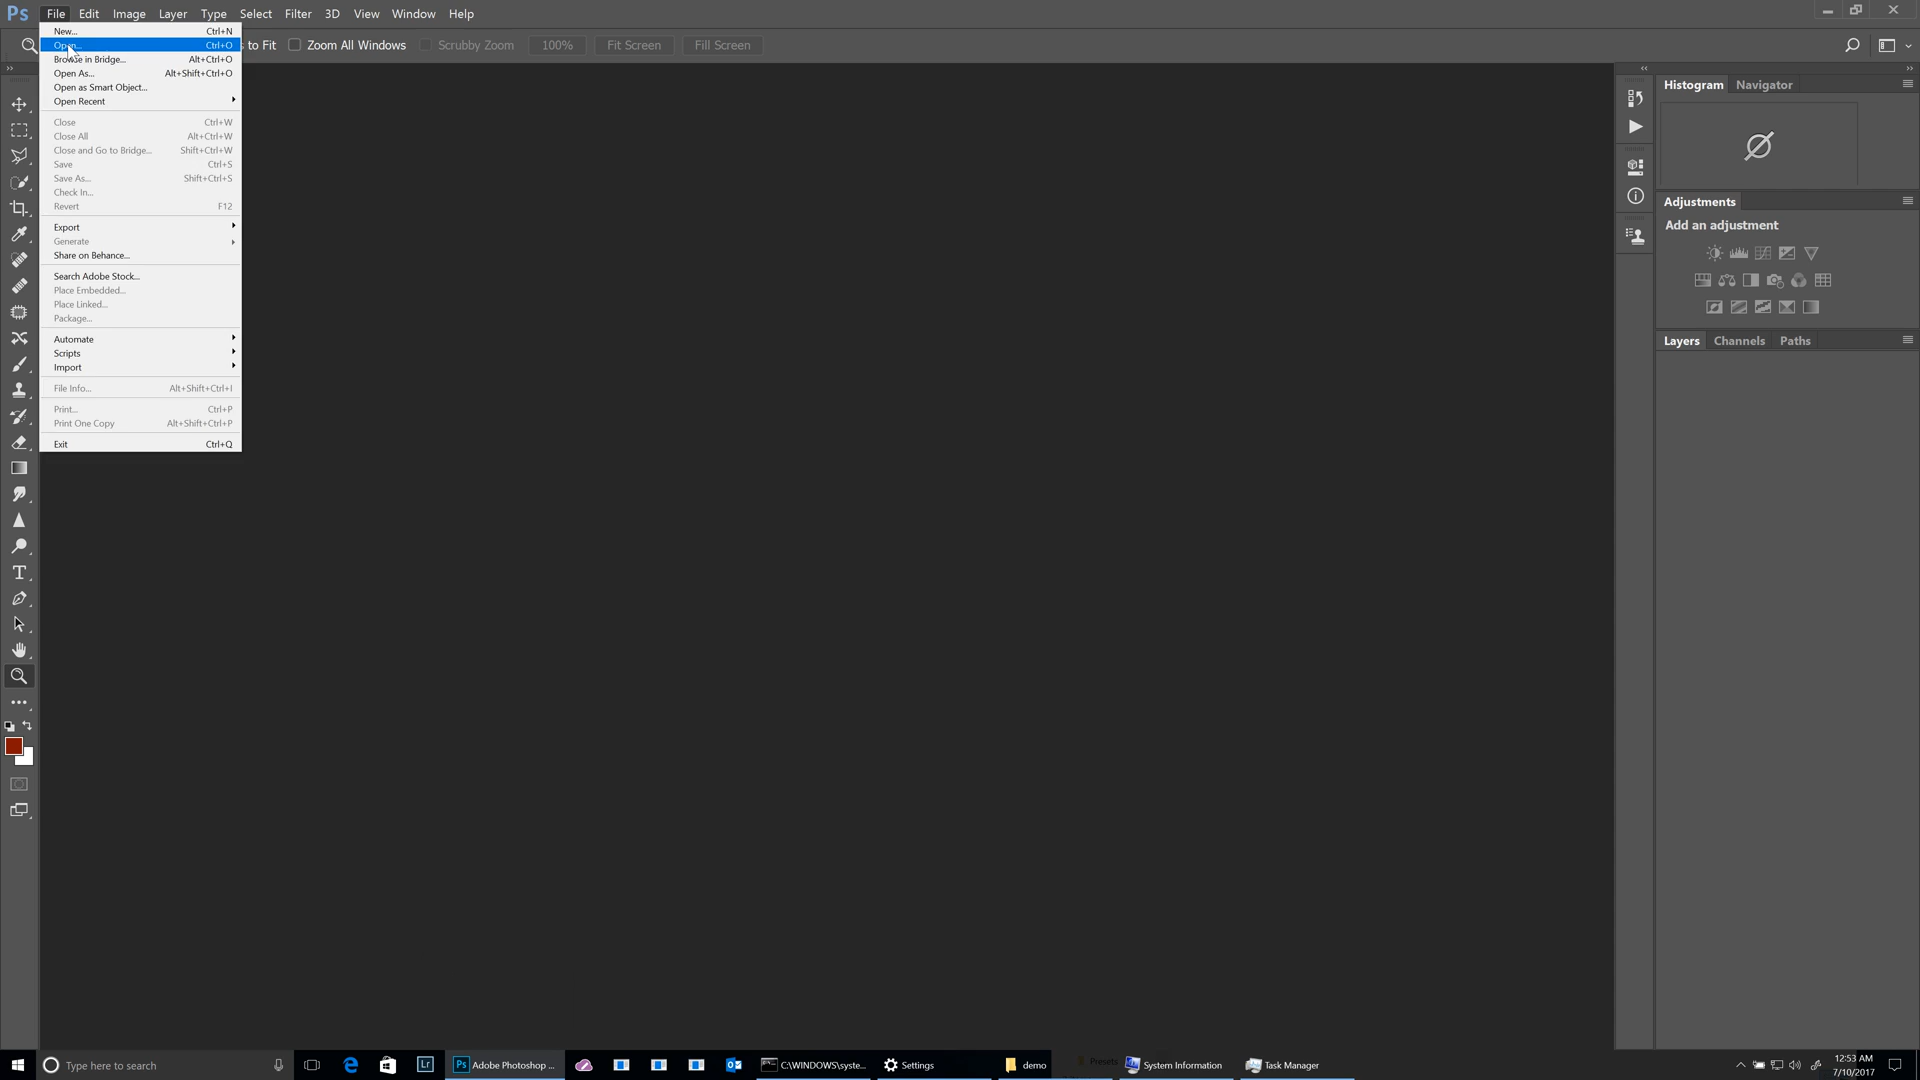 Ps File Edit Image Layer Type Select Filter 3D View Window Help
New... Ctrl+N
Open... Ctrl+O
to Fit Zoom All Windows Scrubby Zoom 100% Fit Screen Fill Screen
Browse in Bridge... Alt+Ctrl+O
Open As... Alt+Shift+Ctrl+O
Open as Smart Object...
Open Recent
Close Ctrl+W
Close All Alt+Ctrl+W
Close and Go to Bridge... Shift+Ctrl+W
Save Ctrl+S
Save As... Shift+Ctrl+S
Check In...
Revert F12
Export
Generate
Share on Behance...
Search Adobe Stock...
Place Embedded...
Place Linked...
Package...
Automate
Scripts
Import
File Info... Alt+Shift+Ctrl+I
Print... Ctrl+P
Print One Copy Alt+Shift+Ctrl+P
Exit Ctrl+Q
Histogram Navigator
Adjustments
Add an adjustment
Layers Channels Paths
Type here to search
Lr
Ps Adobe Photoshop ...
C:\WINDOWS\syste...
Settings
demo
Presets
System Information
Task Manager
12:53 AM
7/10/2017